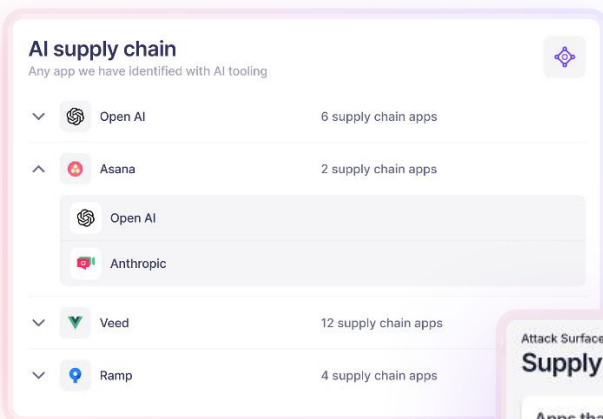 AI supply chain
Any app we have identified with AI tooling
Open AI 6 supply chain apps
Asana 2 supply chain apps
Open AI
Anthropic
Veed 12 supply chain apps
Ramp 4 supply chain apps
Attack Surface
Supply
Apps tha